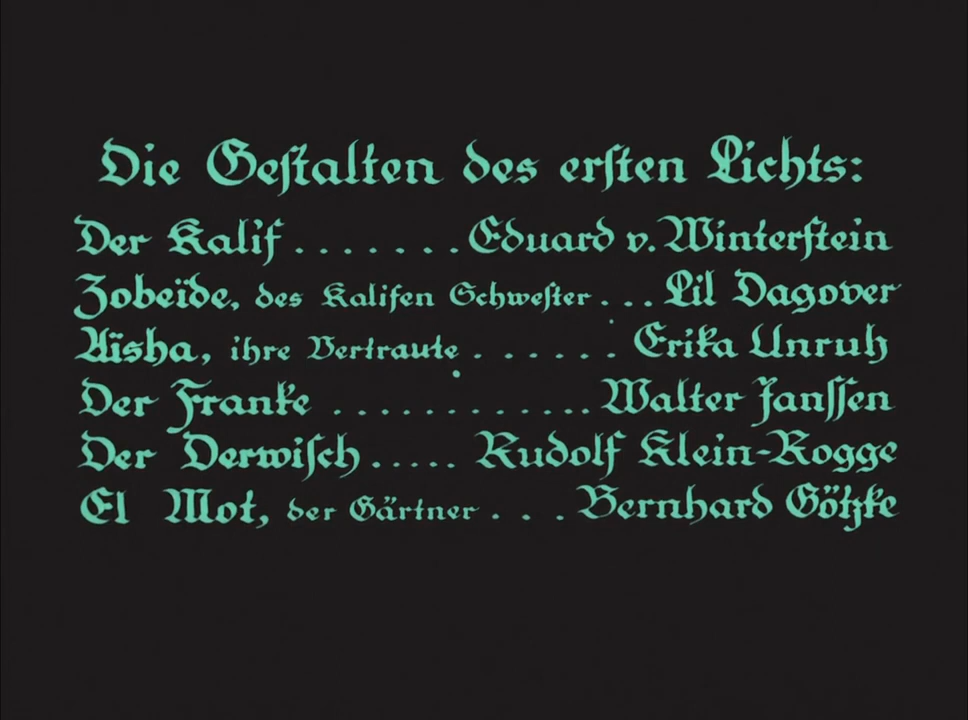 Die Gestalten des ersten Lichts:
Der Kalif . . . . . . . Eduard v. Winterstein
Zobeïde, des Kalifen Schwester . . . Lil Dagover
Aïsha, ihre Vertraute . . . . . . Erika Unruh
Der Franke . . . . . . . . . . . . Walter Janssen
Der Derwisch . . . . . Rudolf Klein-Rogge
El Mot, der Gärtner . . . Bernhard Götzke